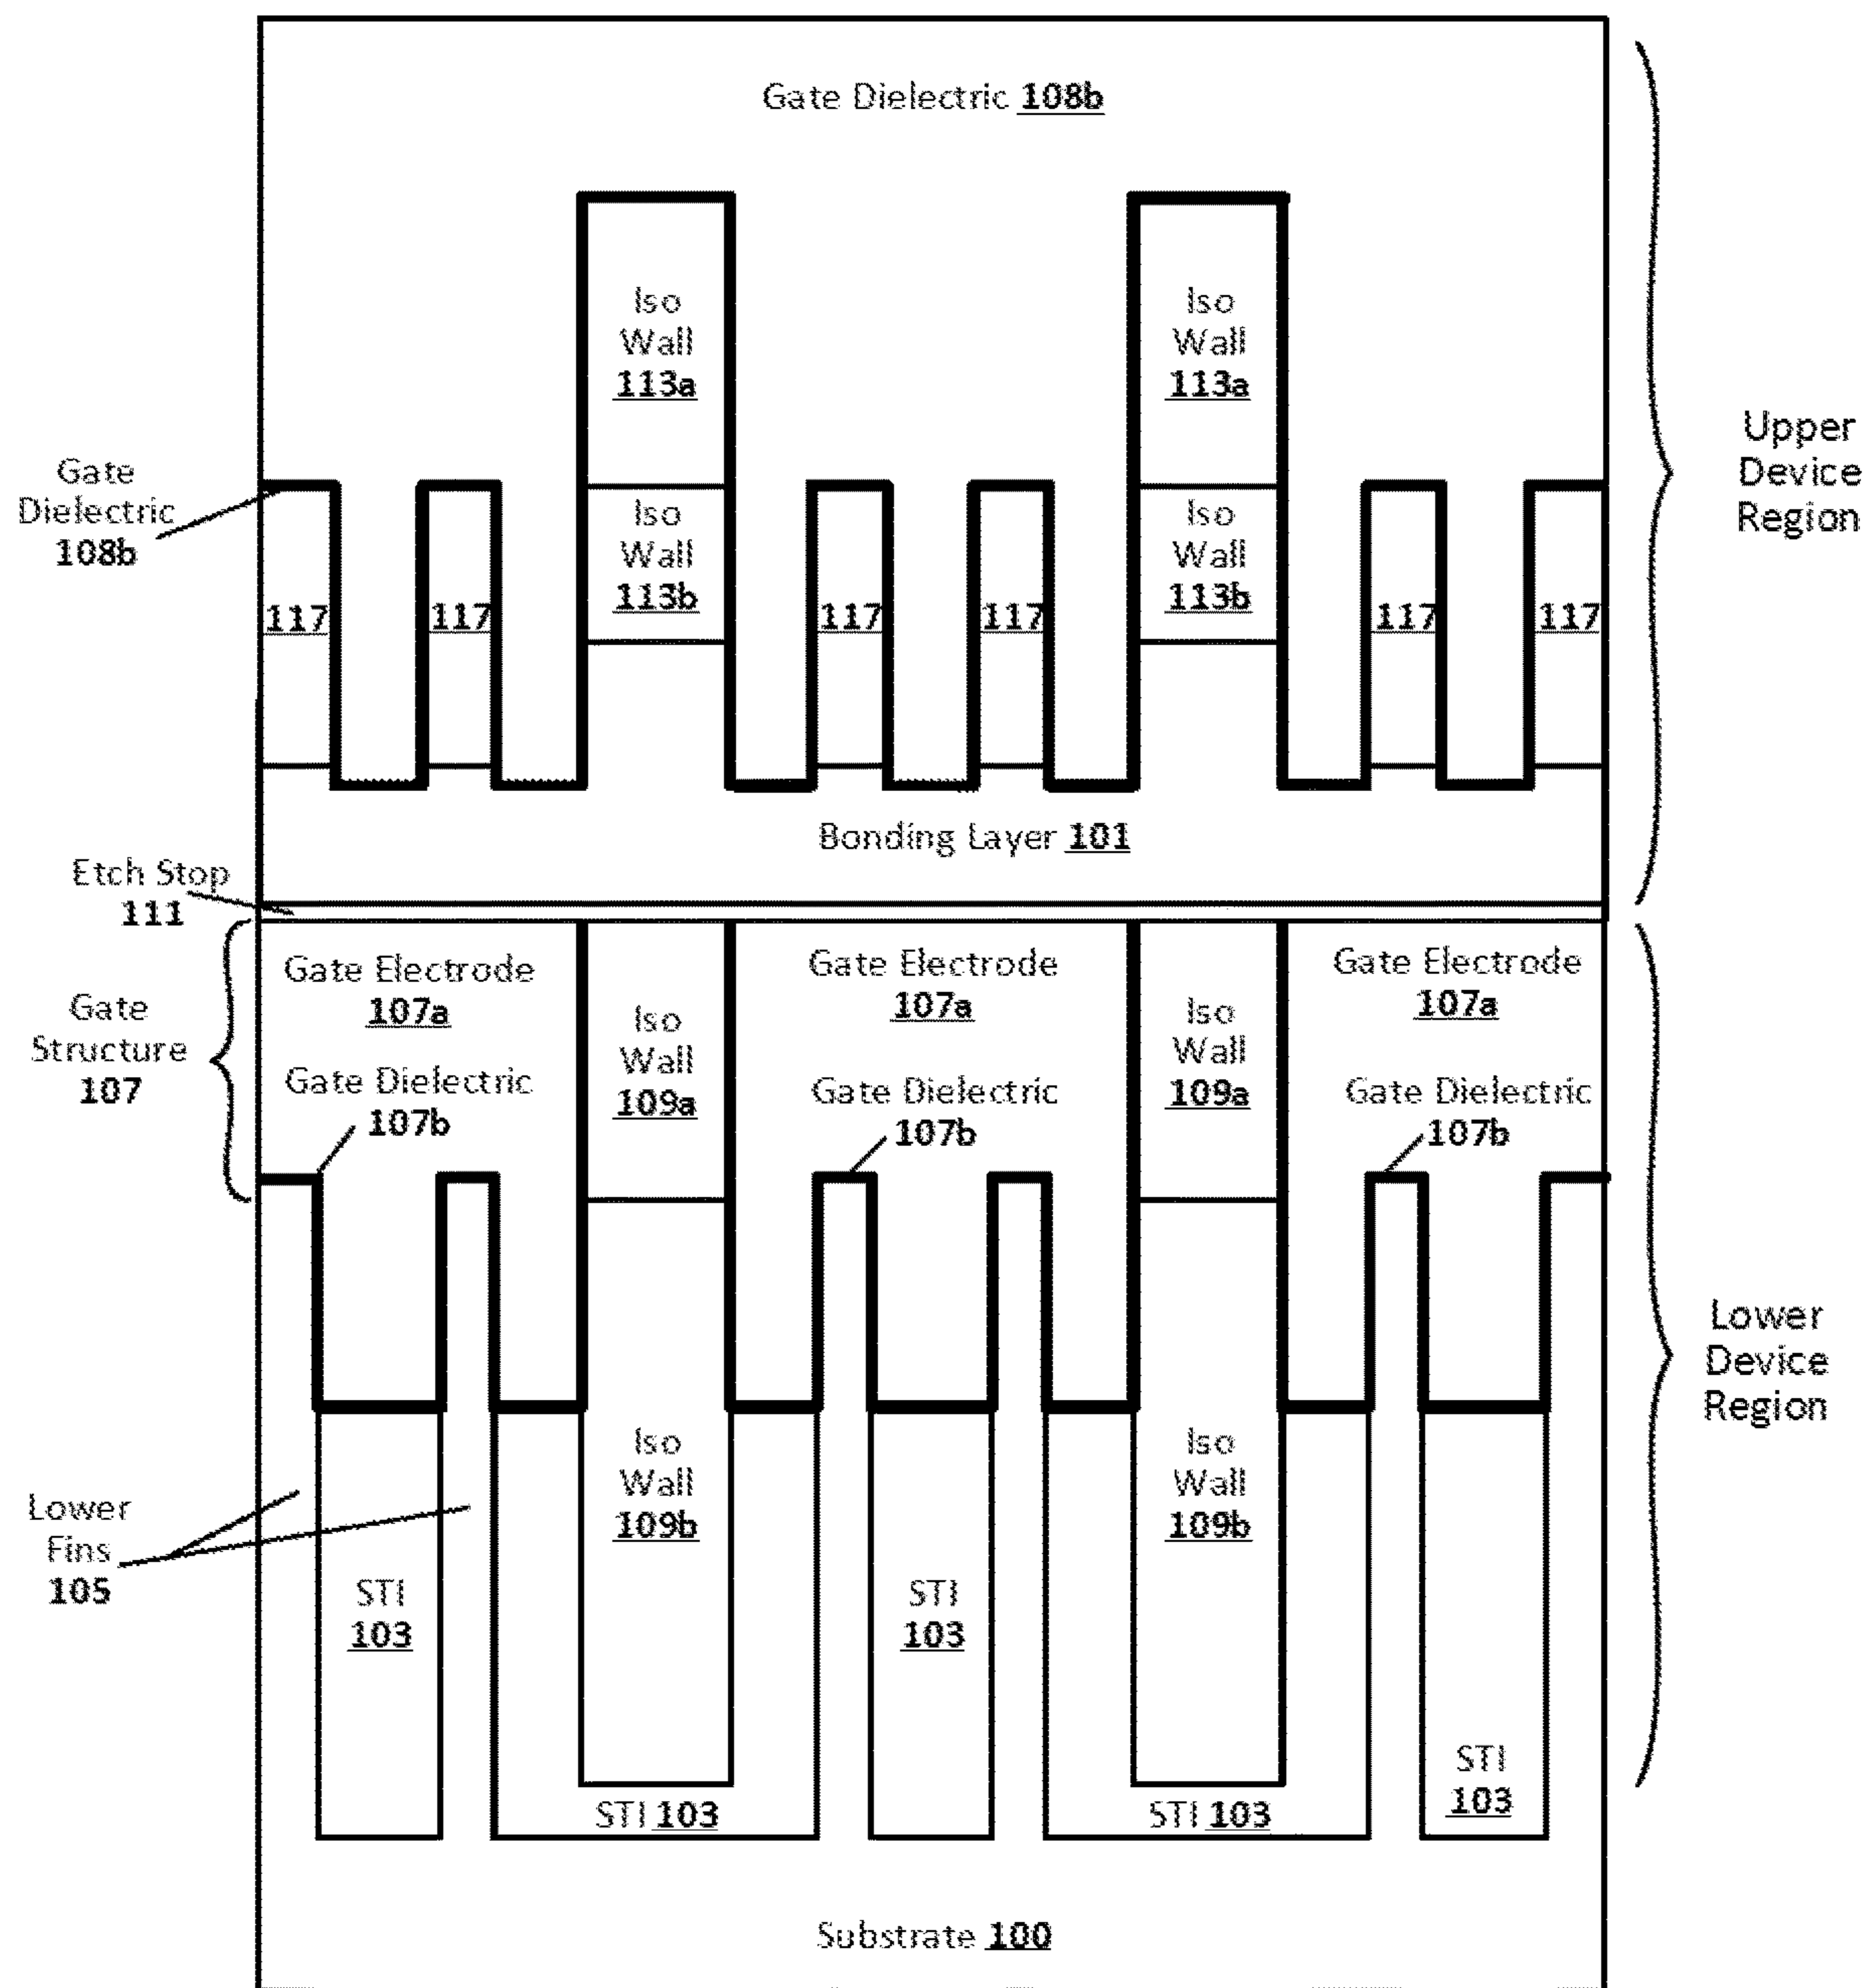 Gate Dielectric 108b
Iso
Wall
113a
Iso
Wall
113a
Upper
Device
Region
Gate
Dielectric
108b
Iso
Wall
113b
Iso
Wall
113b
117
117
117
117
117
117
Bonding Layer 101
Etch Stop
111
Gate
Structure
107
Gate Electrode
107a
Iso
Wall
109a
Gate Electrode
107a
Iso
Wall
109a
Gate Electrode
107a
Gate Dielectric
107b
Gate Dielectric
107b
Gate Dielectric
107b
Lower
Device
Region
Lower
Fins
105
Iso
Wall
109b
Iso
Wall
109b
STI
103
STI
103
STI
103
STI 103
STI 103
Substrate 100